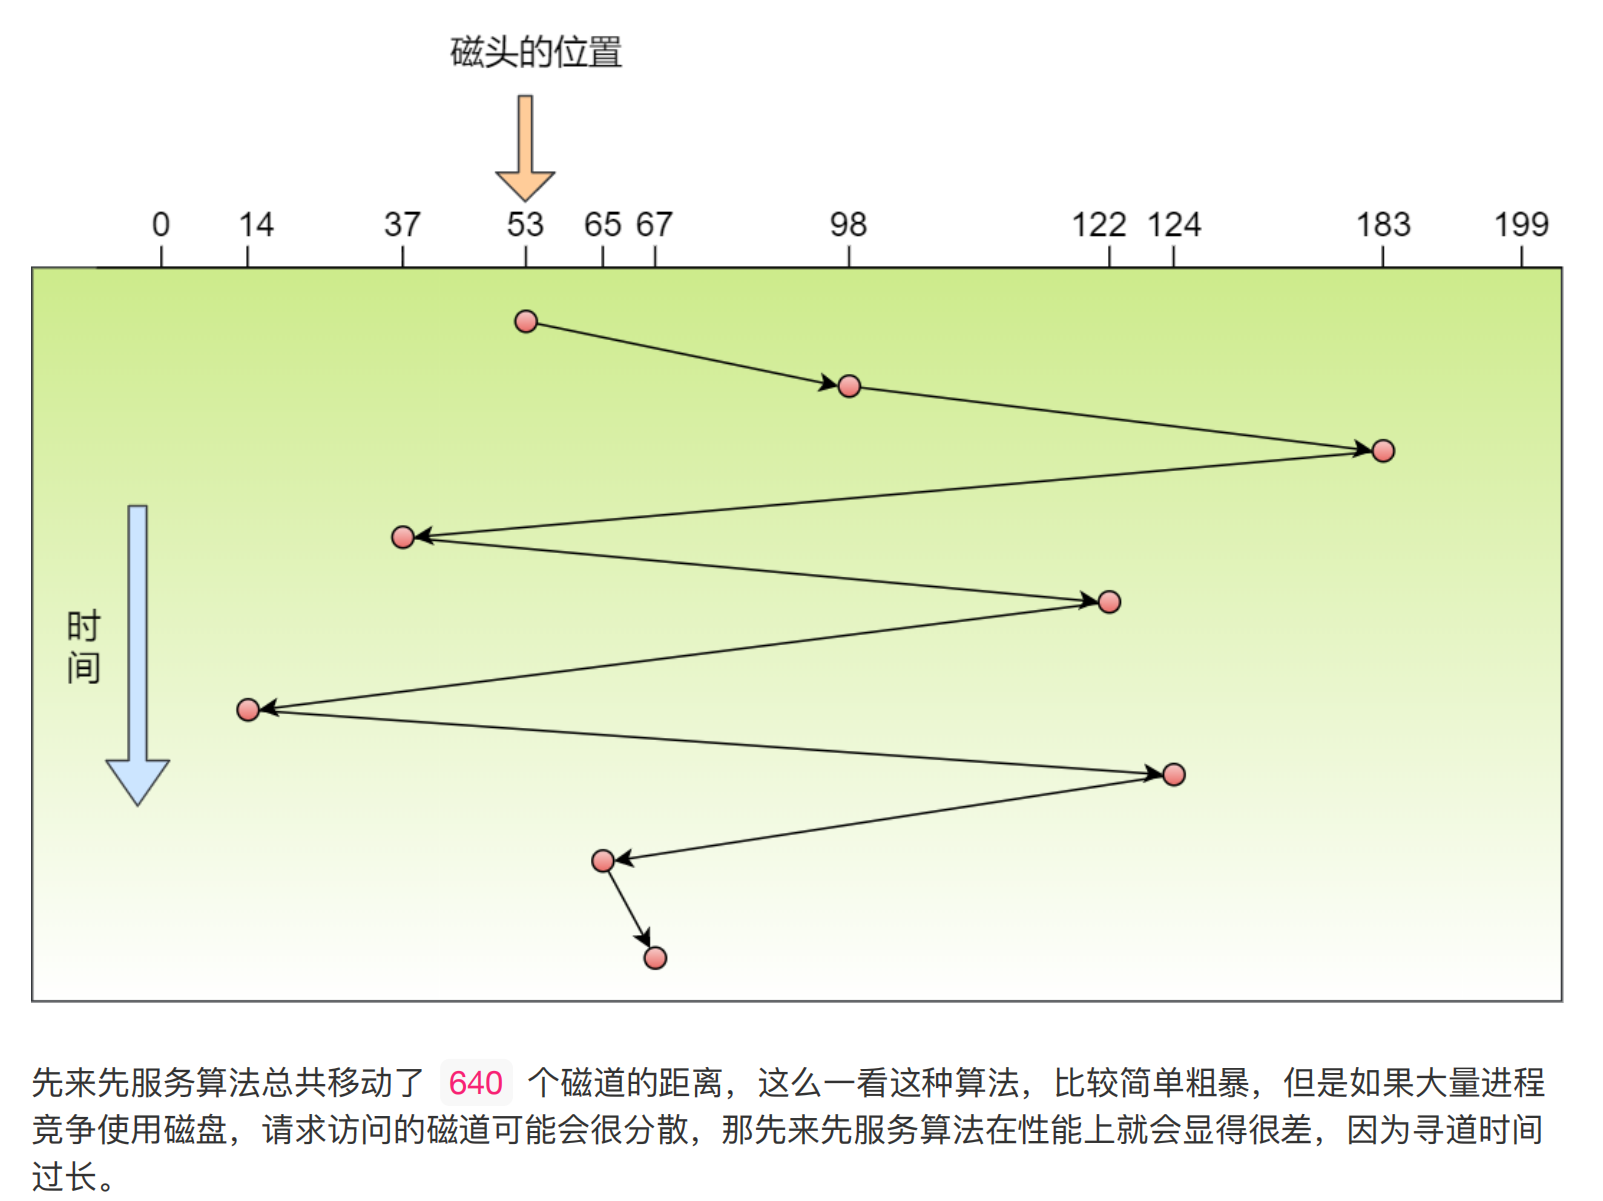 磁头的位置
0 14 37 53 65 67 98 122 124 183 199
时
间
先来先服务算法总共移动了 640 个磁道的距离，这么一看这种算法，比较简单粗暴，但是如果大量进程
竞争使用磁盘，请求访问的磁道可能会很分散，那先来先服务算法在性能上就会显得很差，因为寻道时间
过长。